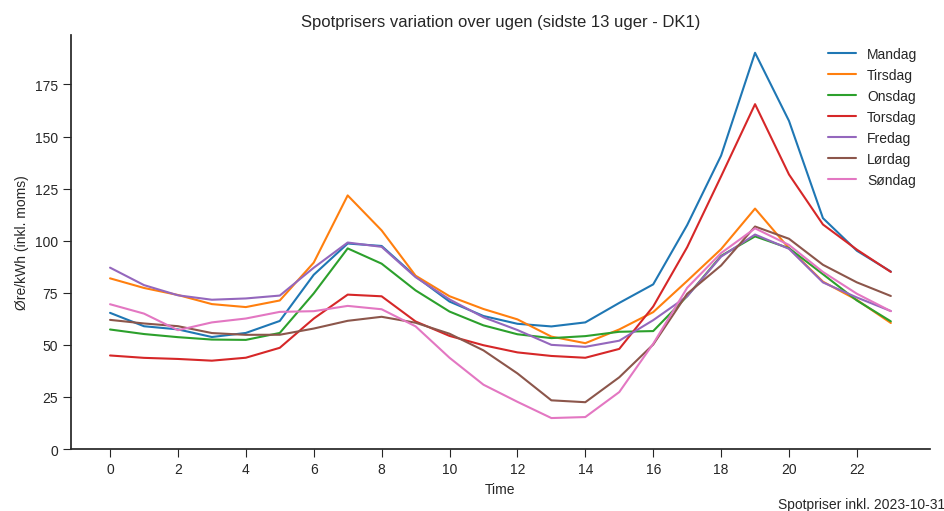 Spotprisers variation over ugen (sidste 13 uger - DK1)
Mandag
Tirsdag
Onsdag
Torsdag
Fredag
Lørdag
Søndag
Øre/kWh (inkl. moms)
175
150
125
100
75
50
25
0
0 2 4 6 8 10 12 14 16 18 20 22
Time
Spotpriser inkl. 2023-10-31